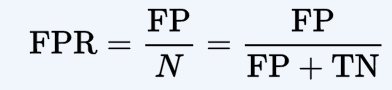 FPR = FP / N = FP / (FP + TN)